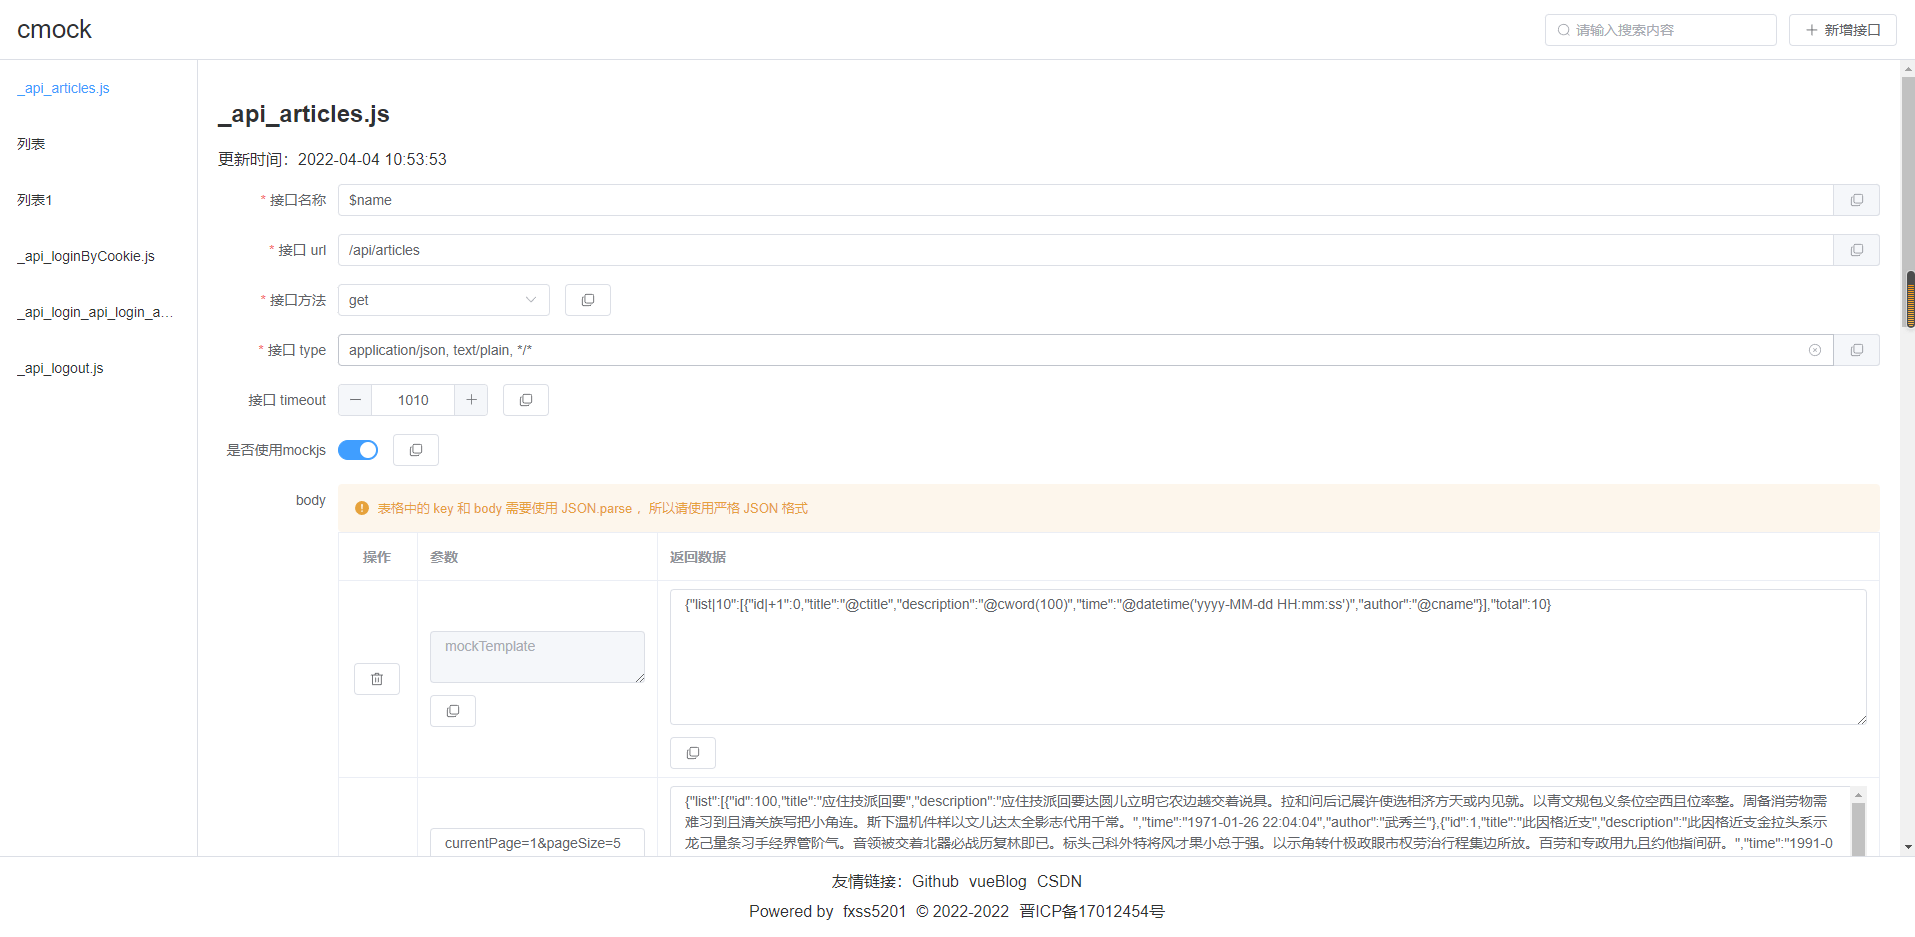 cmock
请输入搜索内容
新增接口
_api_articles.js
列表
列表1
_api_loginByCookie.js
_api_login_api_login_a...
_api_logout.js
_api_articles.js
更新时间：2022-04-04 10:53:53
* 接口名称 $name
* 接口 url /api/articles
* 接口方法 get
* 接口 type application/json, text/plain, */*
接口 timeout 1010
是否使用mockjs
body
表格中的 key 和 body 需要使用 JSON.parse ，所以请使用严格 JSON 格式
操作 参数 返回数据
mockTemplate
{"list|10":[{"id|+1":0,"title":"@ctitle","description":"@cword(100)","time":"@datetime('yyyy-MM-dd HH:mm:ss')","author":"@cname"}],"total":10}
currentPage=1&pageSize=5
{"list":[{"id":100,"title":"应住技派回要","description":"应住技派回要达圆儿立明它农边越交着说具。拉和问后记展许使选相济方天或内见就。以青文规包义条位空西且位率整。周备消劳物需
难习到且清关族写把小角连。斯下温机件样以文儿达太全影志代用千常。","time":"1971-01-26 22:04:04","author":"武秀兰"},{"id":1,"title":"此因格近支","description":"此因格近支金拉头系示
龙己量条习手经界管阶气。音领被交着北器必战历复林即已。标头己科外特将风才果小总于强。以示角转什极政眼市权劳治行程集边所放。百劳和专政用九且约他指间研。","time":"1991-0
友情链接：Github vueBlog CSDN
Powered by fxss5201 © 2022-2022 晋ICP备17012454号